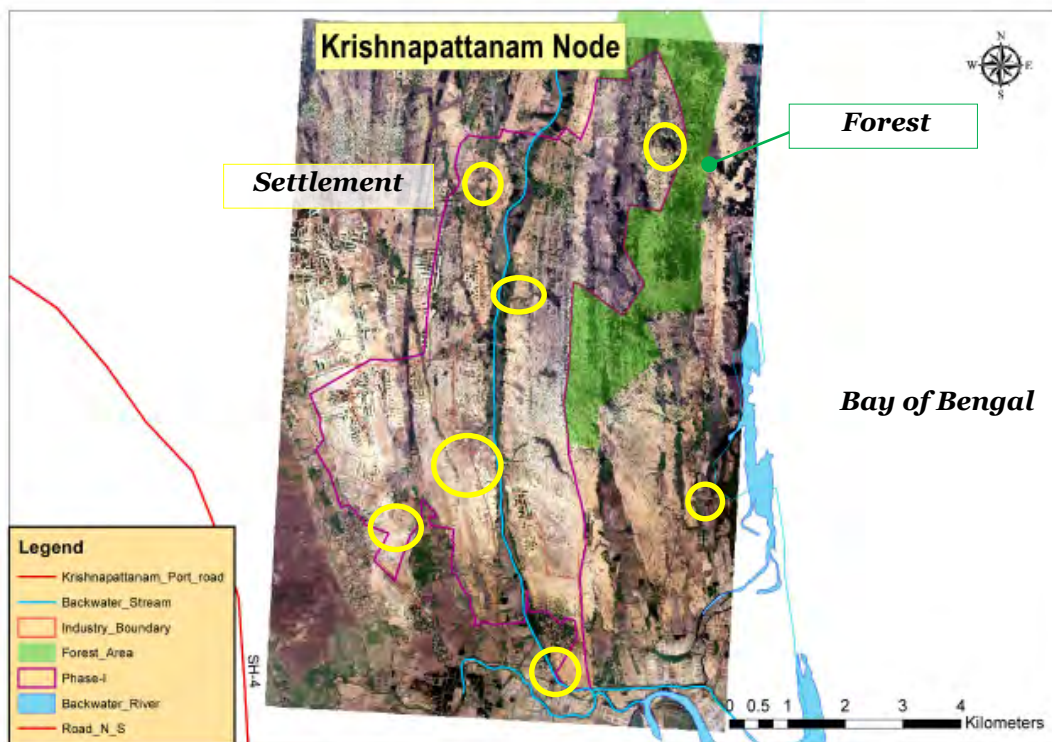 Krishnapattanam Node
N
W E
S
Forest
Settlement
Bay of Bengal
Legend
Krishnapattanam_Port_road
Backwater_Stream
Industry_Boundary
Forest_Area
Phase-I
Backwater_River
Road_N_S
SH-4
0 0.5 1 2 3 4
Kilometers